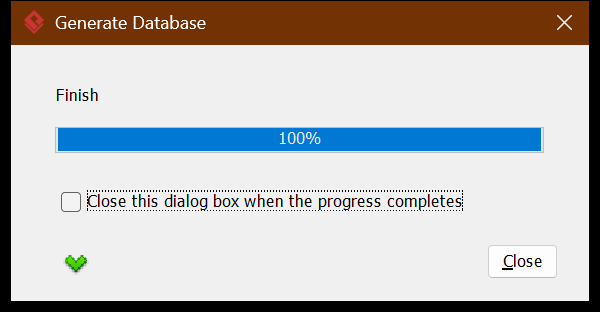 Generate Database
Finish
100%
Close this dialog box when the progress completes
Close